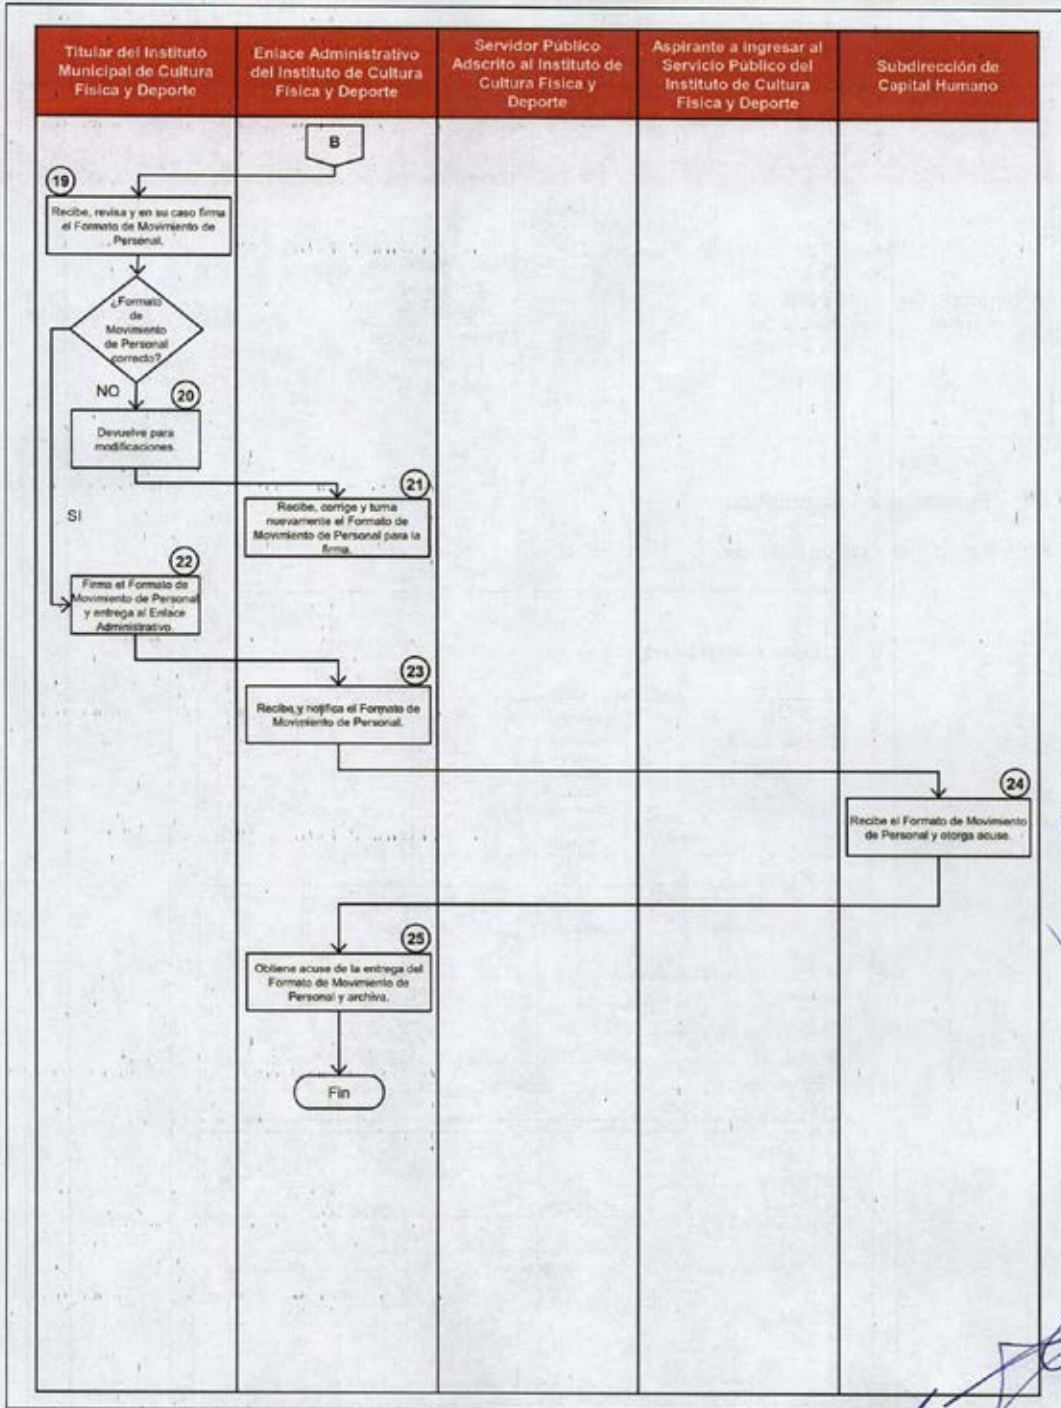 Titular del Instituto
Municipal de Cultura
Física y Deporte
Enlace Administrativo
del Instituto de Cultura
Física y Deporte
Servidor Público
Adscrito al Instituto de
Cultura Física y
Deporte
Aspirante a ingresar al
Servicio Público del
Instituto de Cultura
Física y Deporte
Subdirección de
Capital Humano
B
19
Recibe, revisa y en su caso firma
el Formato de Movimiento de
Personal.
¿Formato
de
Movimiento
de Personal
correcto?
NO
20
Devuelve para
modificaciones.
21
Recibe, corrige y turna
nuevamente el Formato de
Movimiento de Personal para la
firma.
SI
22
Firma el Formato de
Movimiento de Personal
y entrega al Enlace
Administrativo.
23
Recibe y notifica el Formato de
Movimiento de Personal.
24
Recibe el Formato de Movimiento
de Personal y otorga acuse.
25
Obtiene acuse de la entrega del
Formato de Movimiento de
Personal y archiva.
Fin